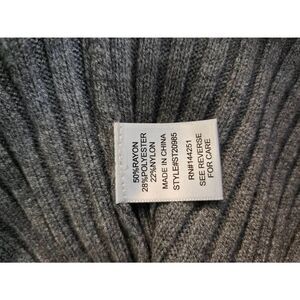 50%RAYON
28%POLYESTER
22%NYLON
MADE IN CHINA
STYLE#ST20985
RN#144251
SEE REVERSE
FOR CARE